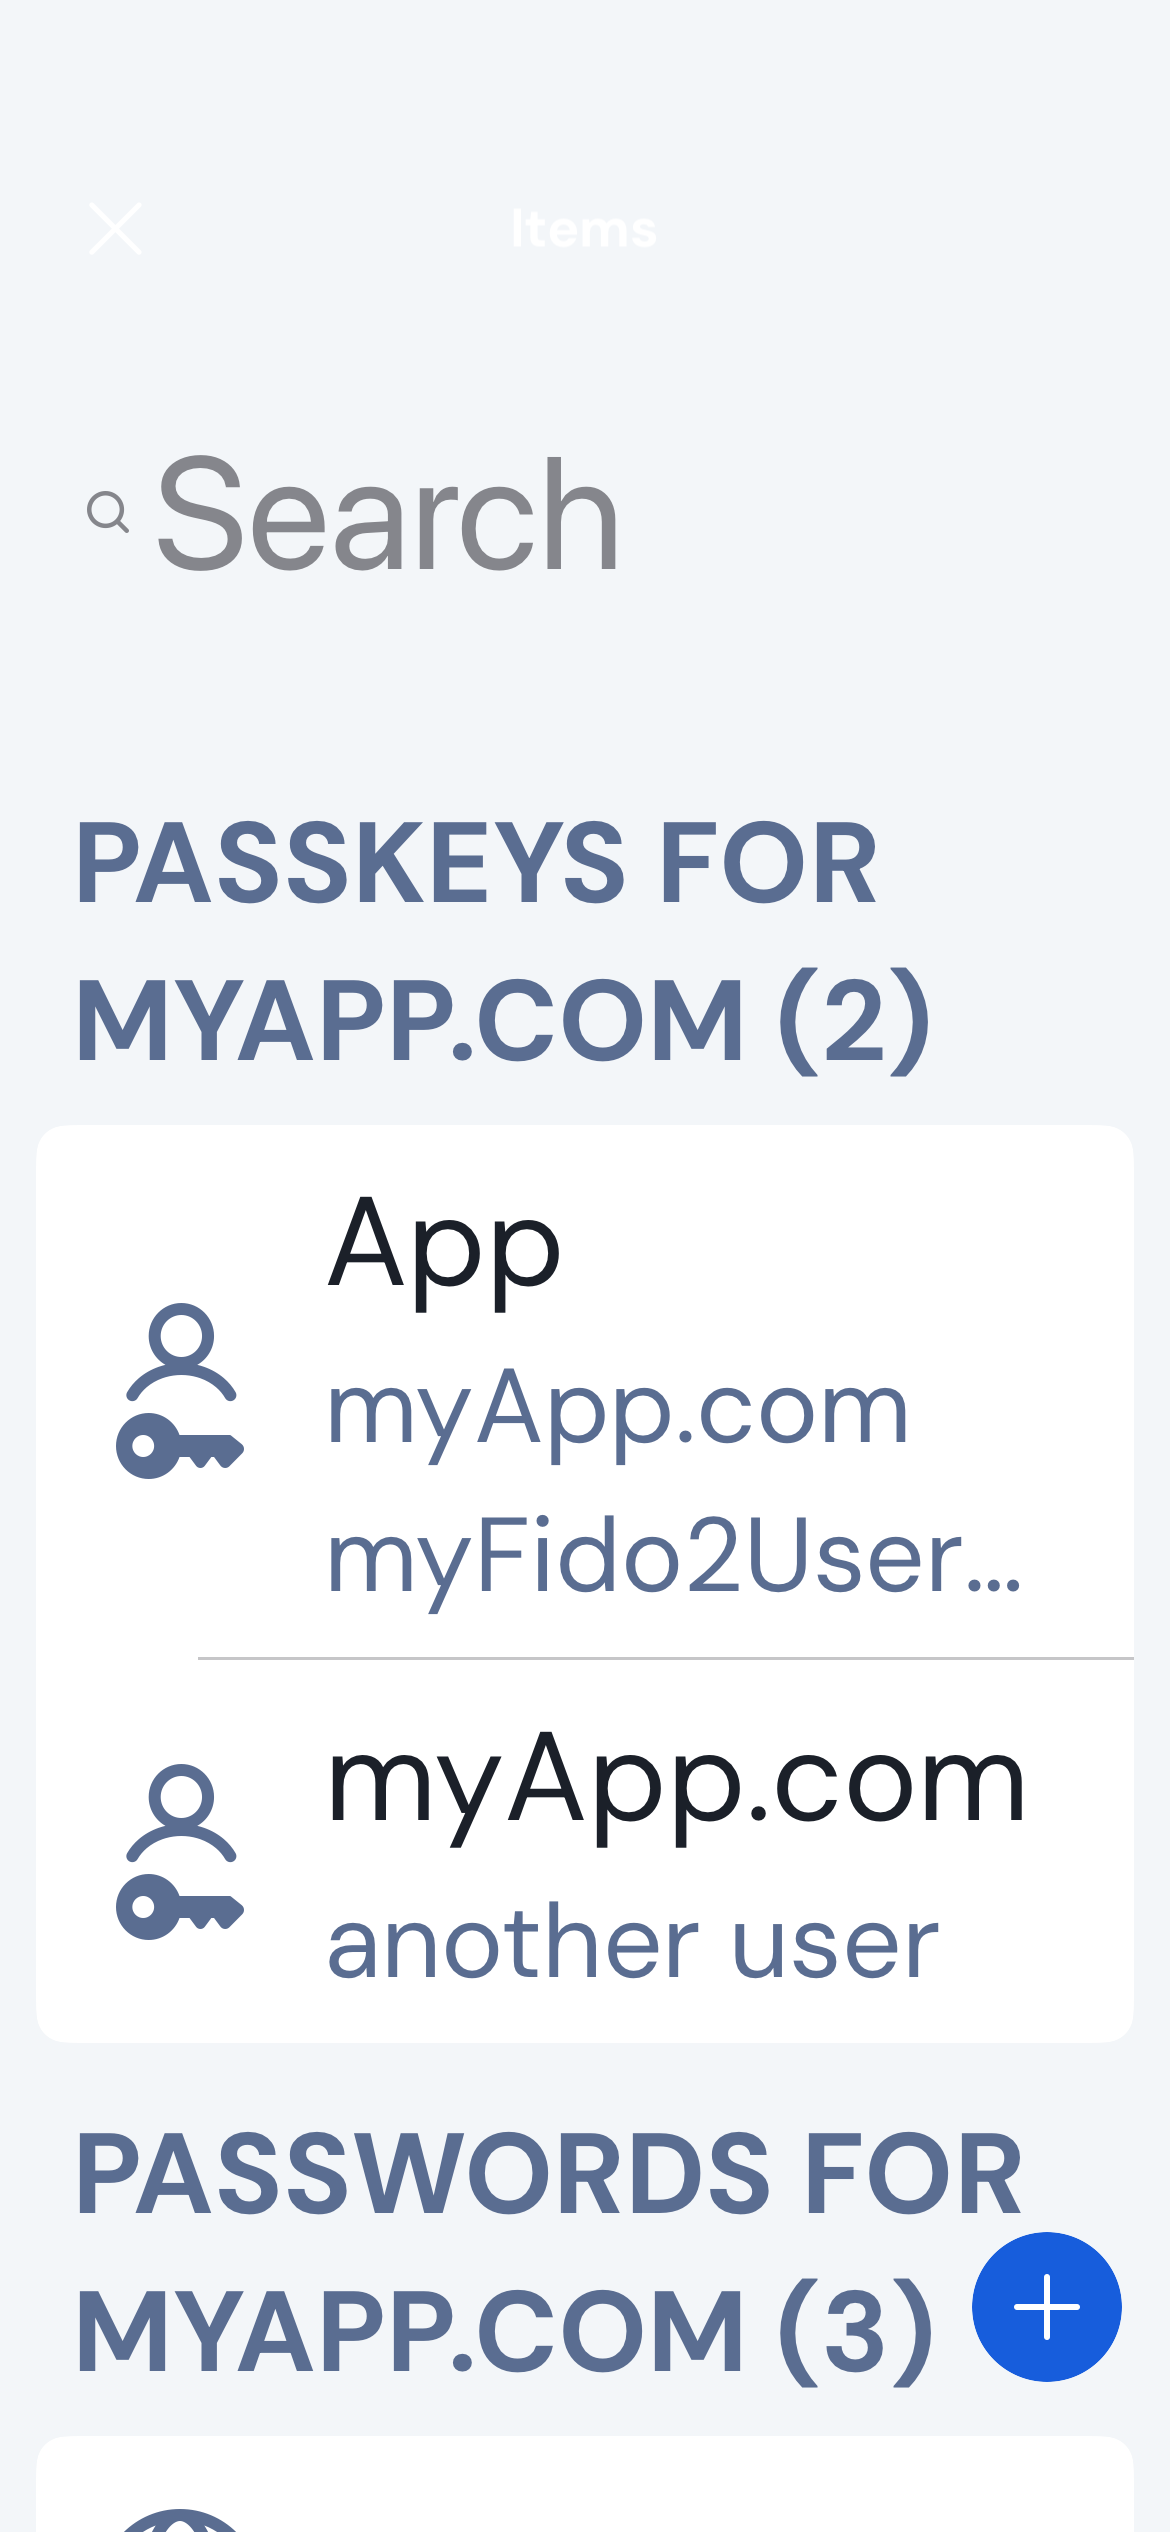 Items
Search
PASSKEYS FOR
MYAPP.COM (2)
App
myApp.com
myFido2User...
myApp.com
another user
PASSWORDS FOR
MYAPP.COM (3)